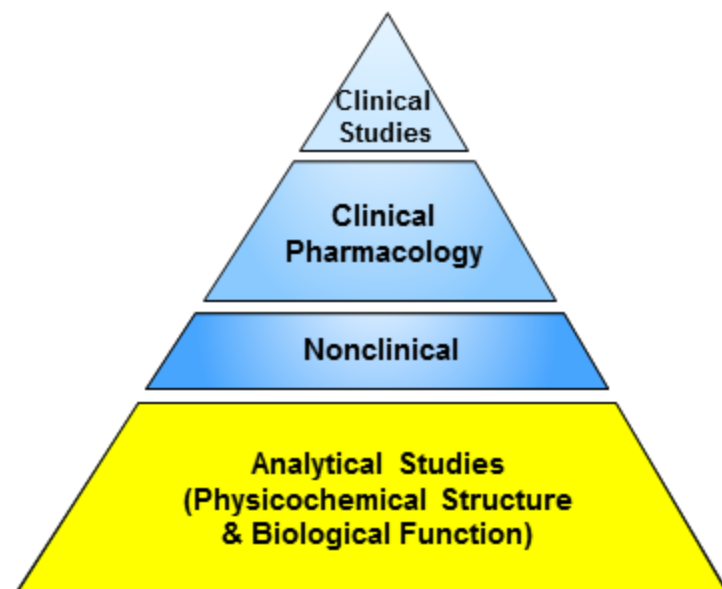 Clinical
Studies
Clinical
Pharmacology
Nonclinical
Analytical Studies
(Physicochemical Structure
& Biological Function)